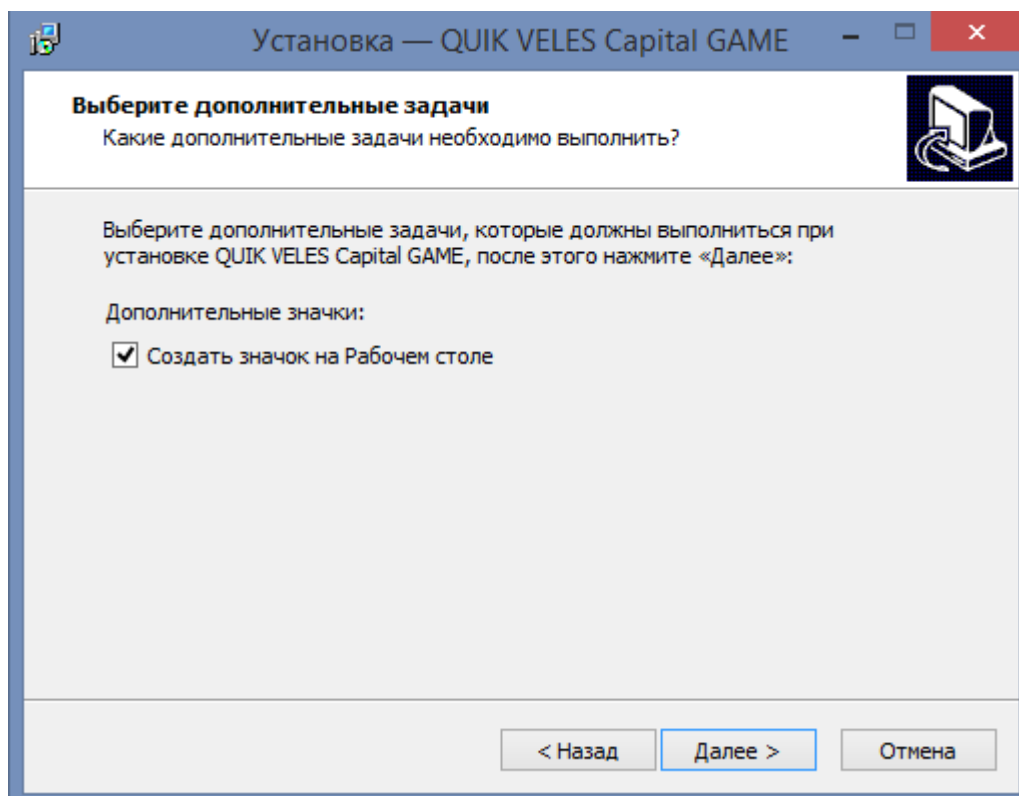 Установка — QUIK VELES Capital GAME
Выберите дополнительные задачи
Какие дополнительные задачи необходимо выполнить?
Выберите дополнительные задачи, которые должны выполниться при
установке QUIK VELES Capital GAME, после этого нажмите «Далее»:
Дополнительные значки:
Создать значок на Рабочем столе
< Назад
Далее >
Отмена